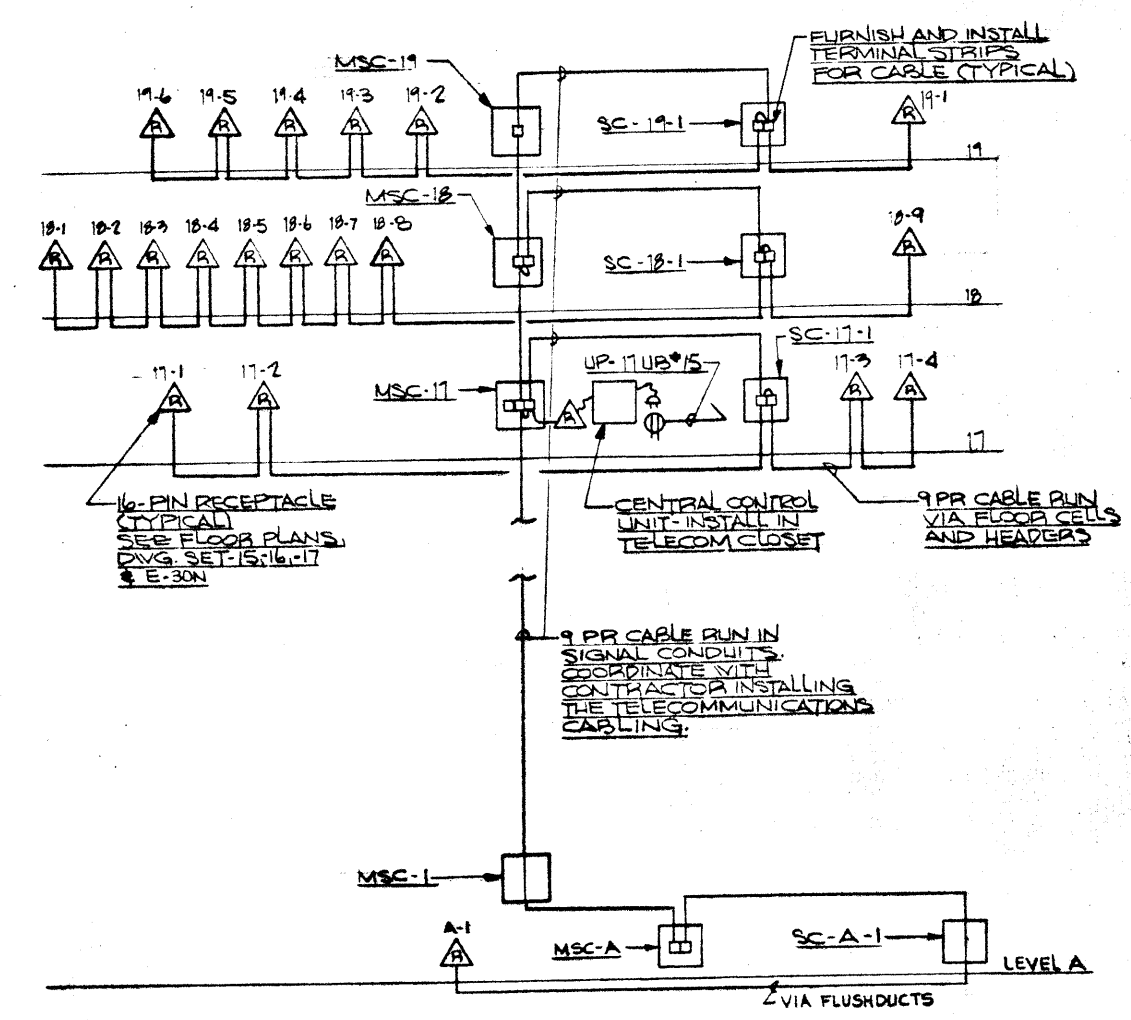 FURNISH AND INSTALL
TERMINAL STRIPS
FOR CABLE (TYPICAL)
MSC-19
19-6 19-5 19-4 19-3 19-2
19-1
R R R R R
SC-19-1
R
19
MSC-18
18-1 18-2 18-3 18-4 18-5 18-6 18-7 18-8
18-9
R R R R R R R R
SC-18-1
R
18
SC-17-1
17-1 17-2
UP-17 UB#15
17-3 17-4
MSC-17
R R
R
R R
17
16-PIN RECEPTACLE
(TYPICAL)
SEE FLOOR PLANS,
DWG. SET-15,-16,-17
& E-30N
CENTRAL CONTROL
UNIT-INSTALL IN
TELECOM CLOSET
9 PR CABLE RUN
VIA FLOOR CELLS
AND HEADERS
9 PR CABLE RUN IN
SIGNAL CONDUITS.
COORDINATE WITH
CONTRACTOR INSTALLING
THE TELECOMMUNICATIONS
CABLING.
MSC-1
A-1
R
MSC-A
SC-A-1
LEVEL A
VIA FLUSHDUCTS